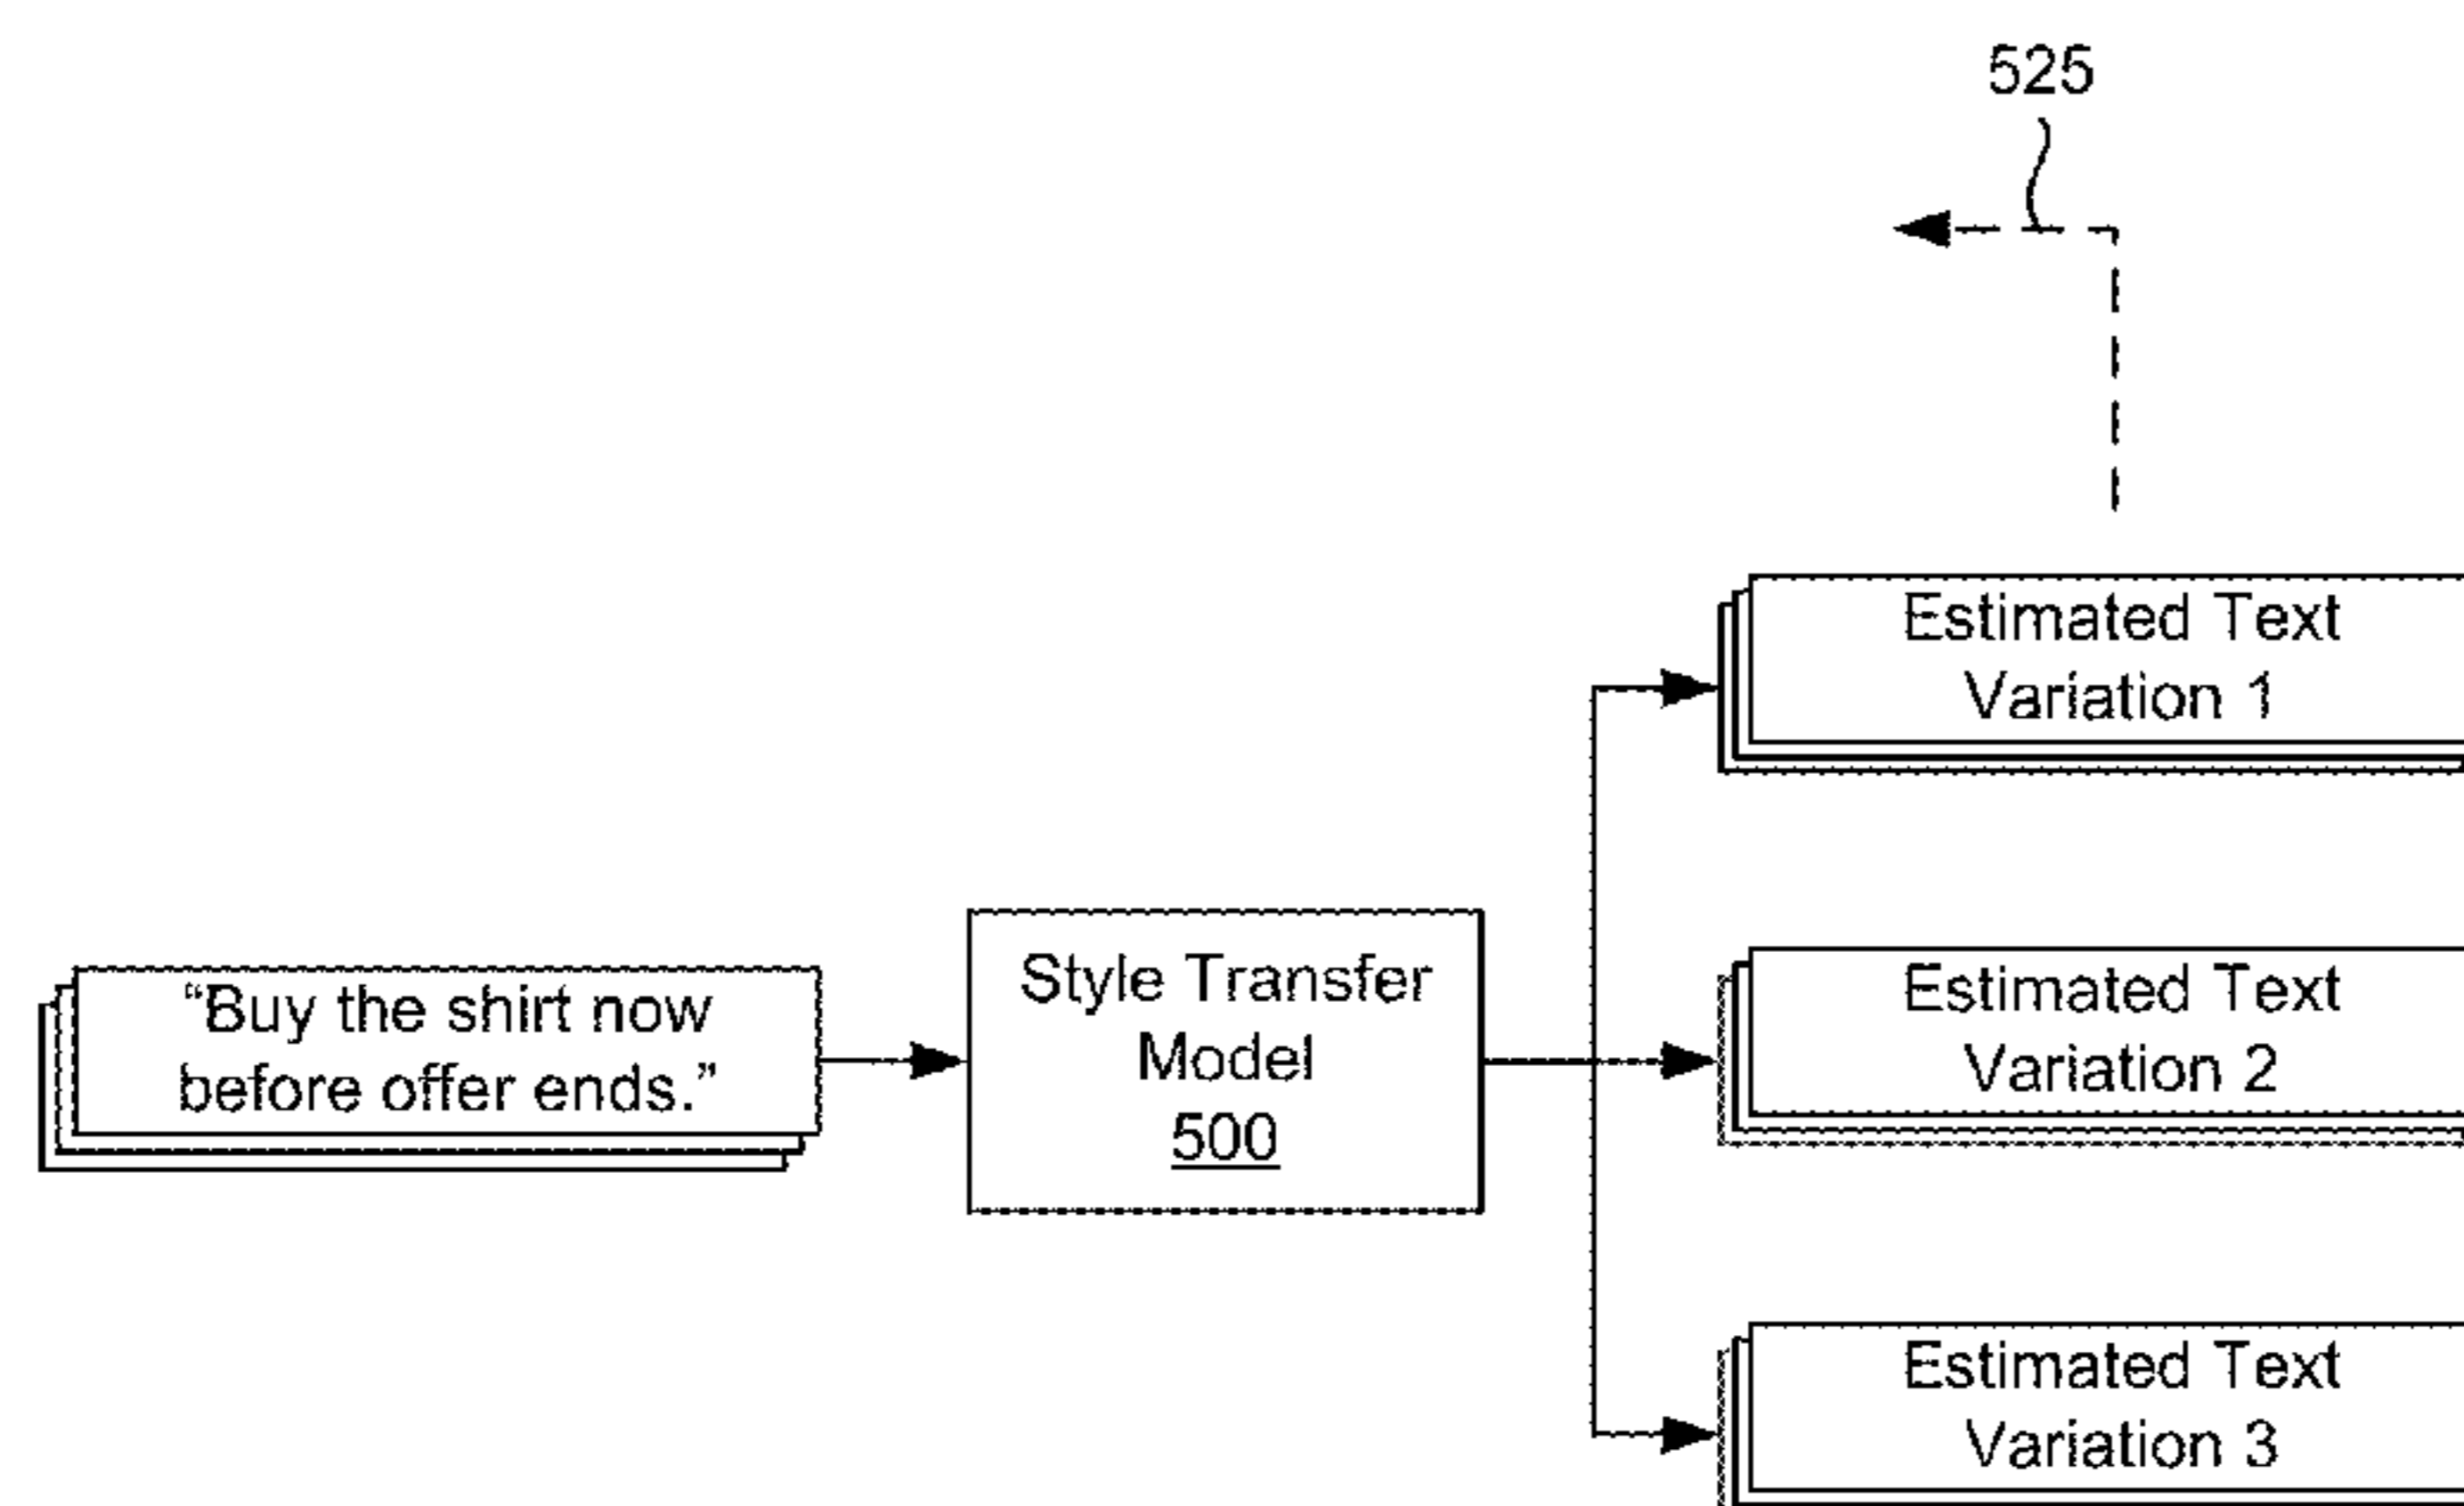 525
Estimated Text
Variation 1
“Buy the shirt now
before offer ends.”
Style Transfer
Model
500
Estimated Text
Variation 2
Estimated Text
Variation 3